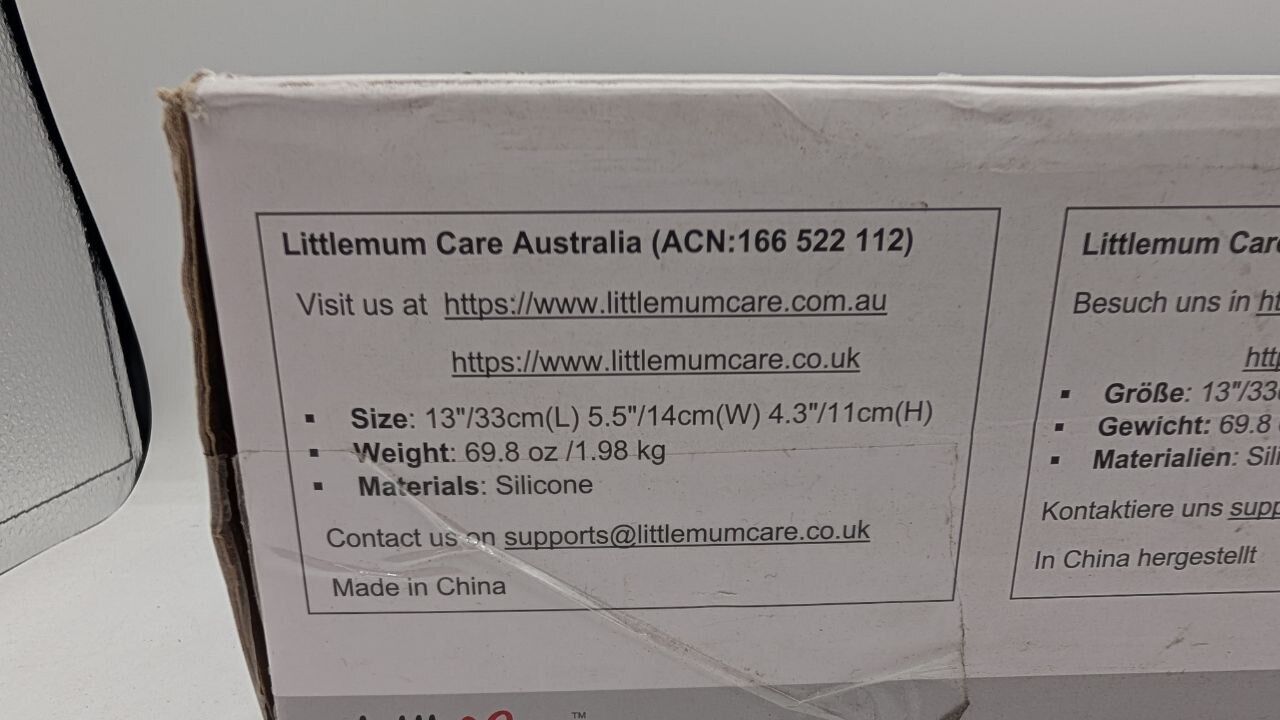 Littlemum Care Australia (ACN:166 522 112)
Visit us at https://www.littlemumcare.com.au
https://www.littlemumcare.co.uk
▪ Size: 13"/33cm(L) 5.5"/14cm(W) 4.3"/11cm(H)
▪ Weight: 69.8 oz /1.98 kg
▪ Materials: Silicone
Contact us on supports@littlemumcare.co.uk
Made in China
Littlemum
Besuch uns in
▪ Größe:
▪ Gewicht: 69.8
▪ Materialien:
Kontaktiere uns
In China hergestellt
TM